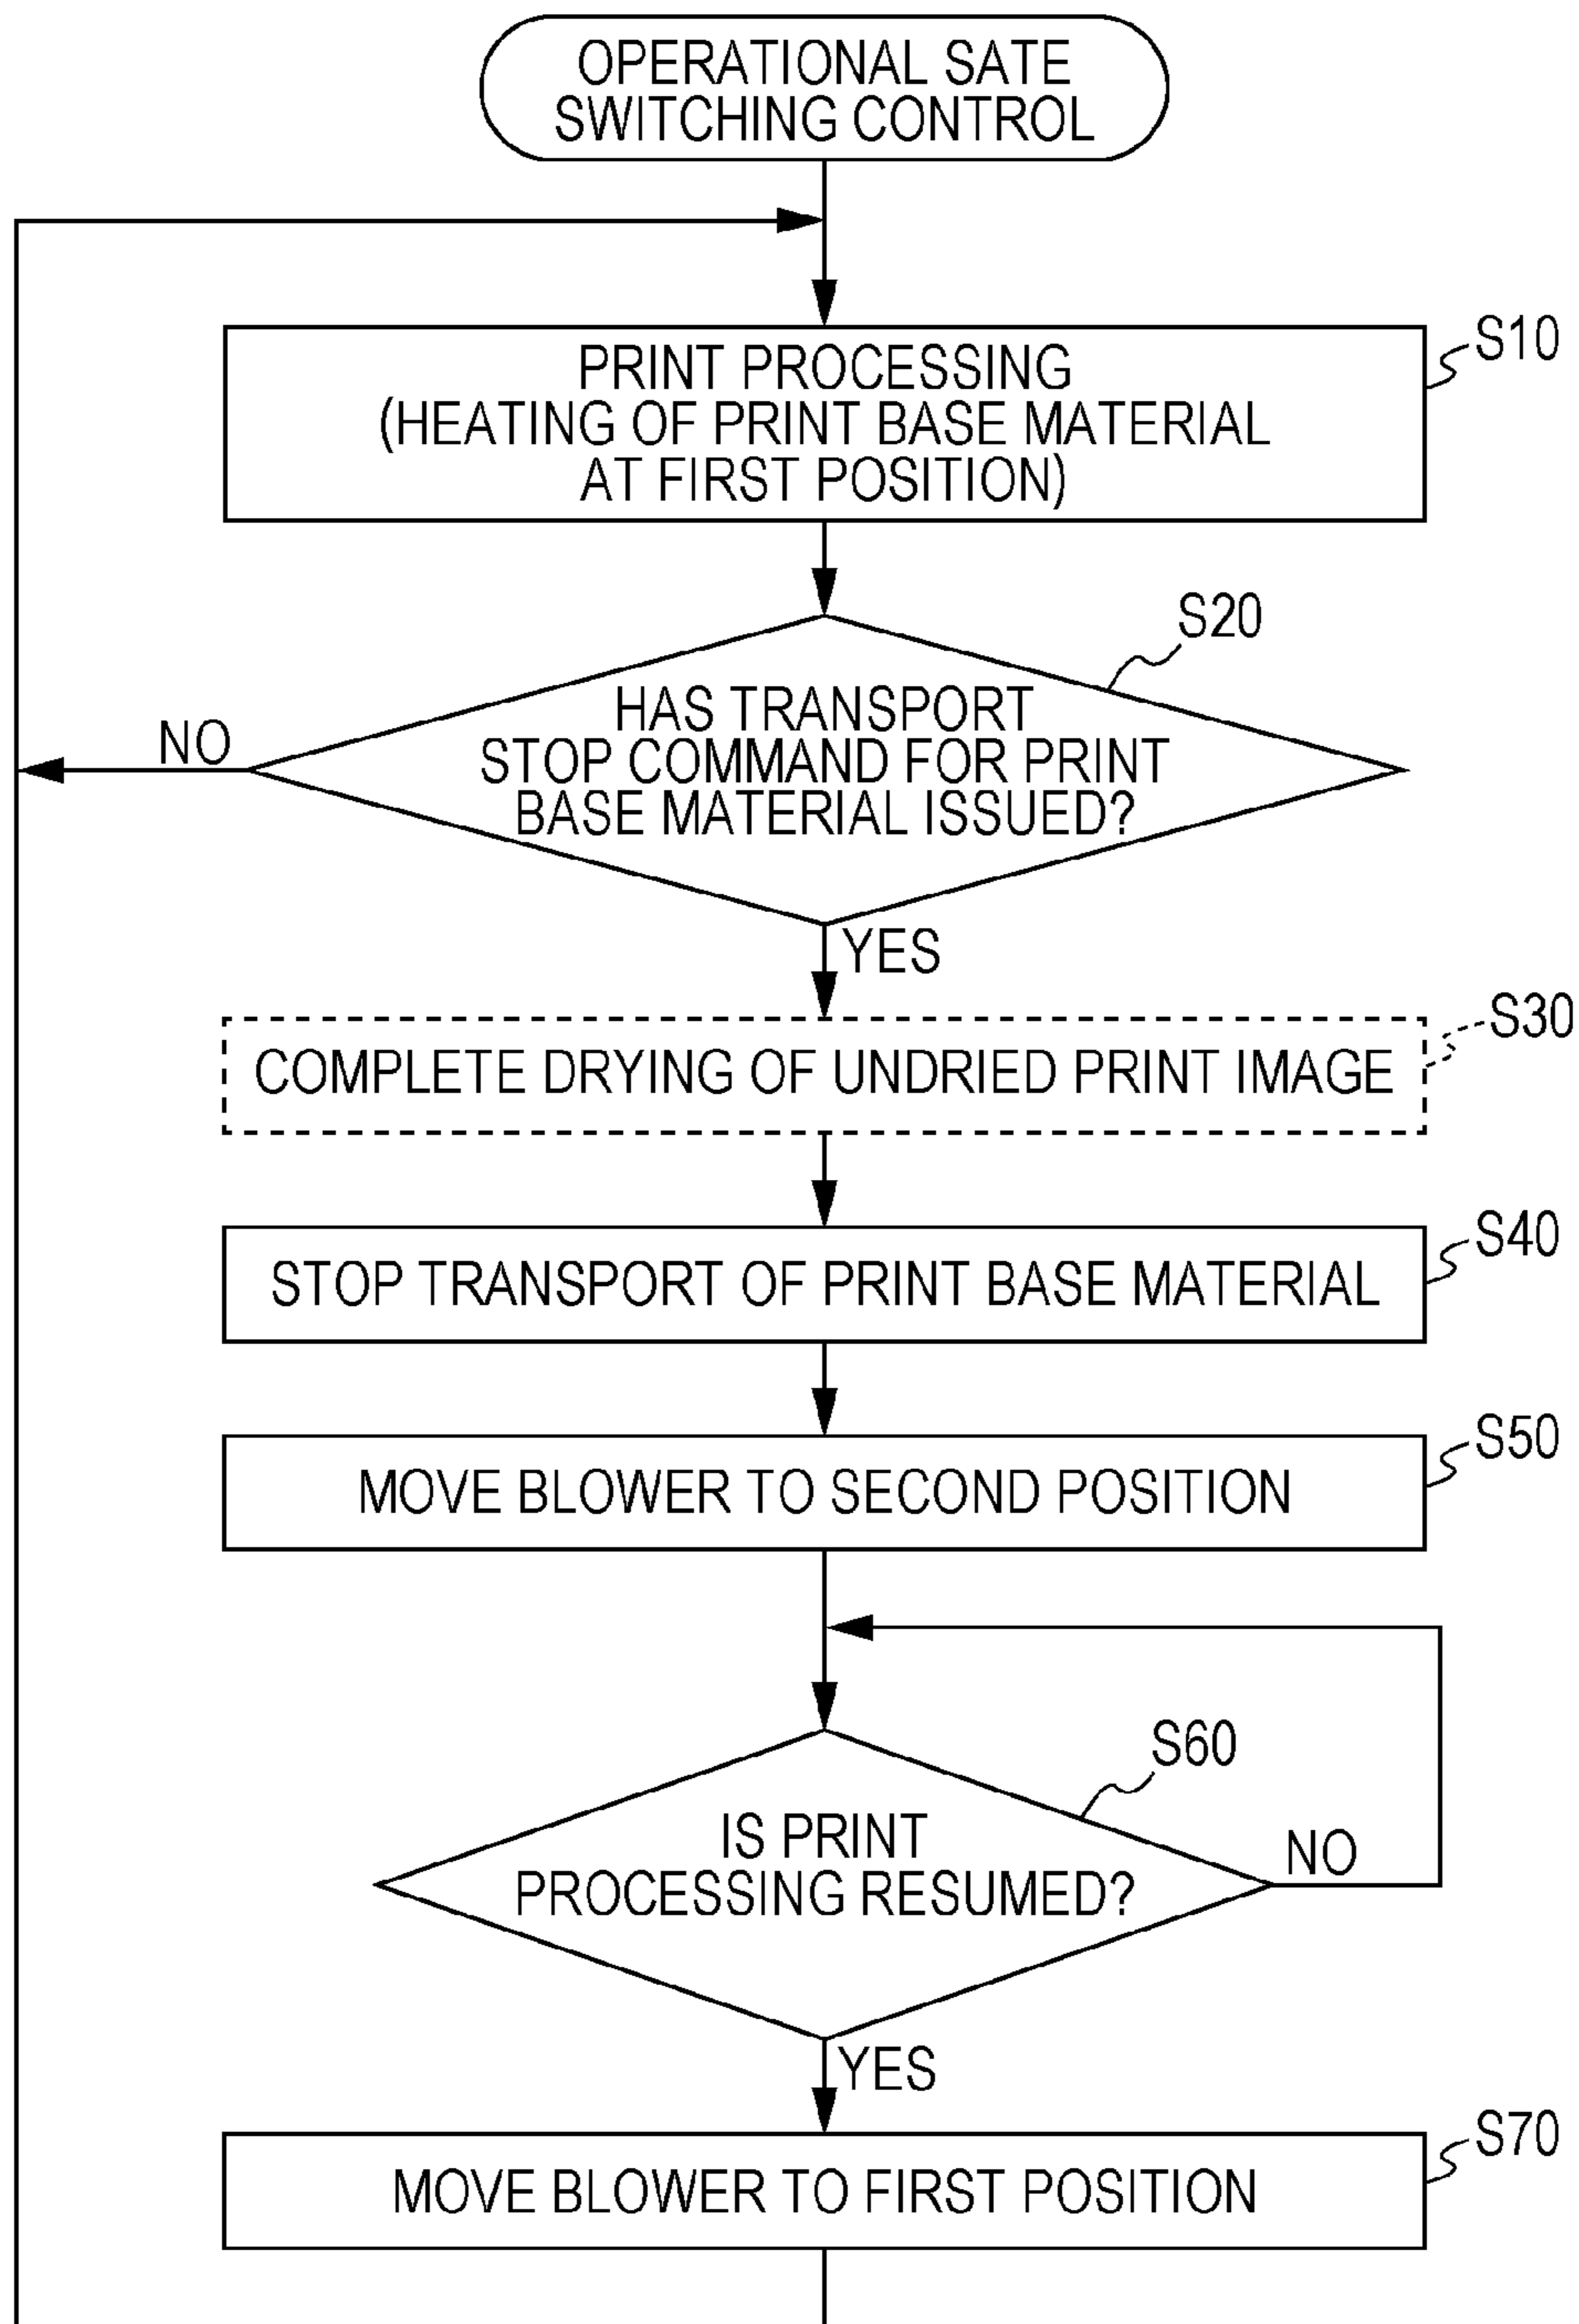 OPERATIONAL SATE
SWITCHING CONTROL
PRINT PROCESSING
(HEATING OF PRINT BASE MATERIAL
AT FIRST POSITION)
S10
HAS TRANSPORT
STOP COMMAND FOR PRINT
BASE MATERIAL ISSUED?
S20
NO
YES
COMPLETE DRYING OF UNDRIED PRINT IMAGE
S30
STOP TRANSPORT OF PRINT BASE MATERIAL
S40
MOVE BLOWER TO SECOND POSITION
S50
IS PRINT
PROCESSING RESUMED?
S60
NO
YES
MOVE BLOWER TO FIRST POSITION
S70